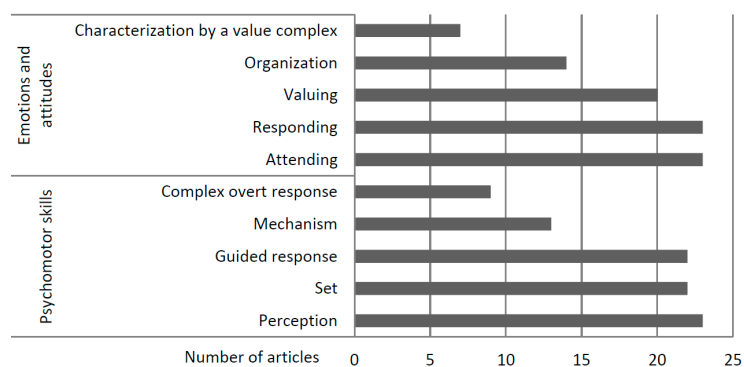 Emotions and
attitudes
Characterization by a value complex
Organization
Valuing
Responding
Attending
Psychomotor skills
Complex overt response
Mechanism
Guided response
Set
Perception
Number of articles 0 5 10 15 20 25